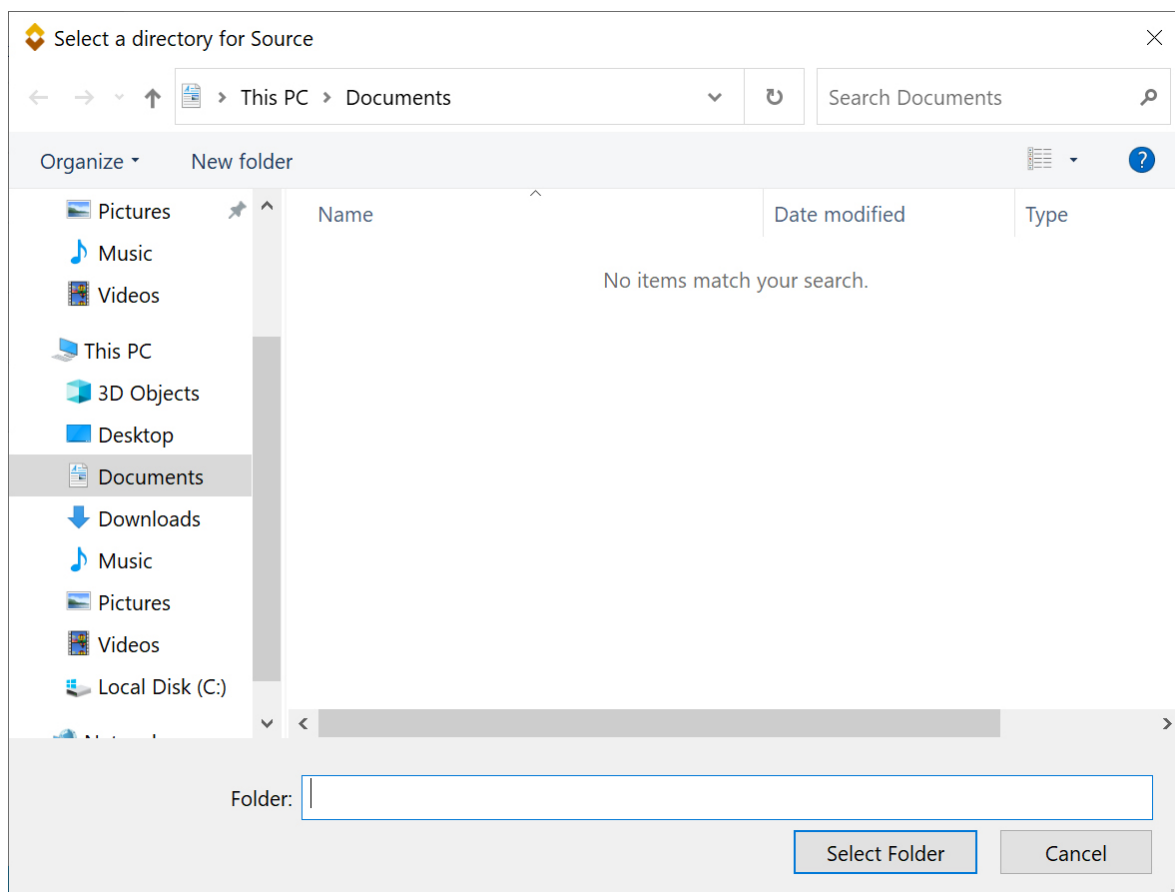 Select a directory for Source
This PC > Documents
Search Documents
Organize
New folder
?
Name
Date modified
Type
No items match your search.
Pictures
Music
Videos
This PC
3D Objects
Desktop
Documents
Downloads
Music
Pictures
Videos
Local Disk (C:)
Folder:
Select Folder
Cancel